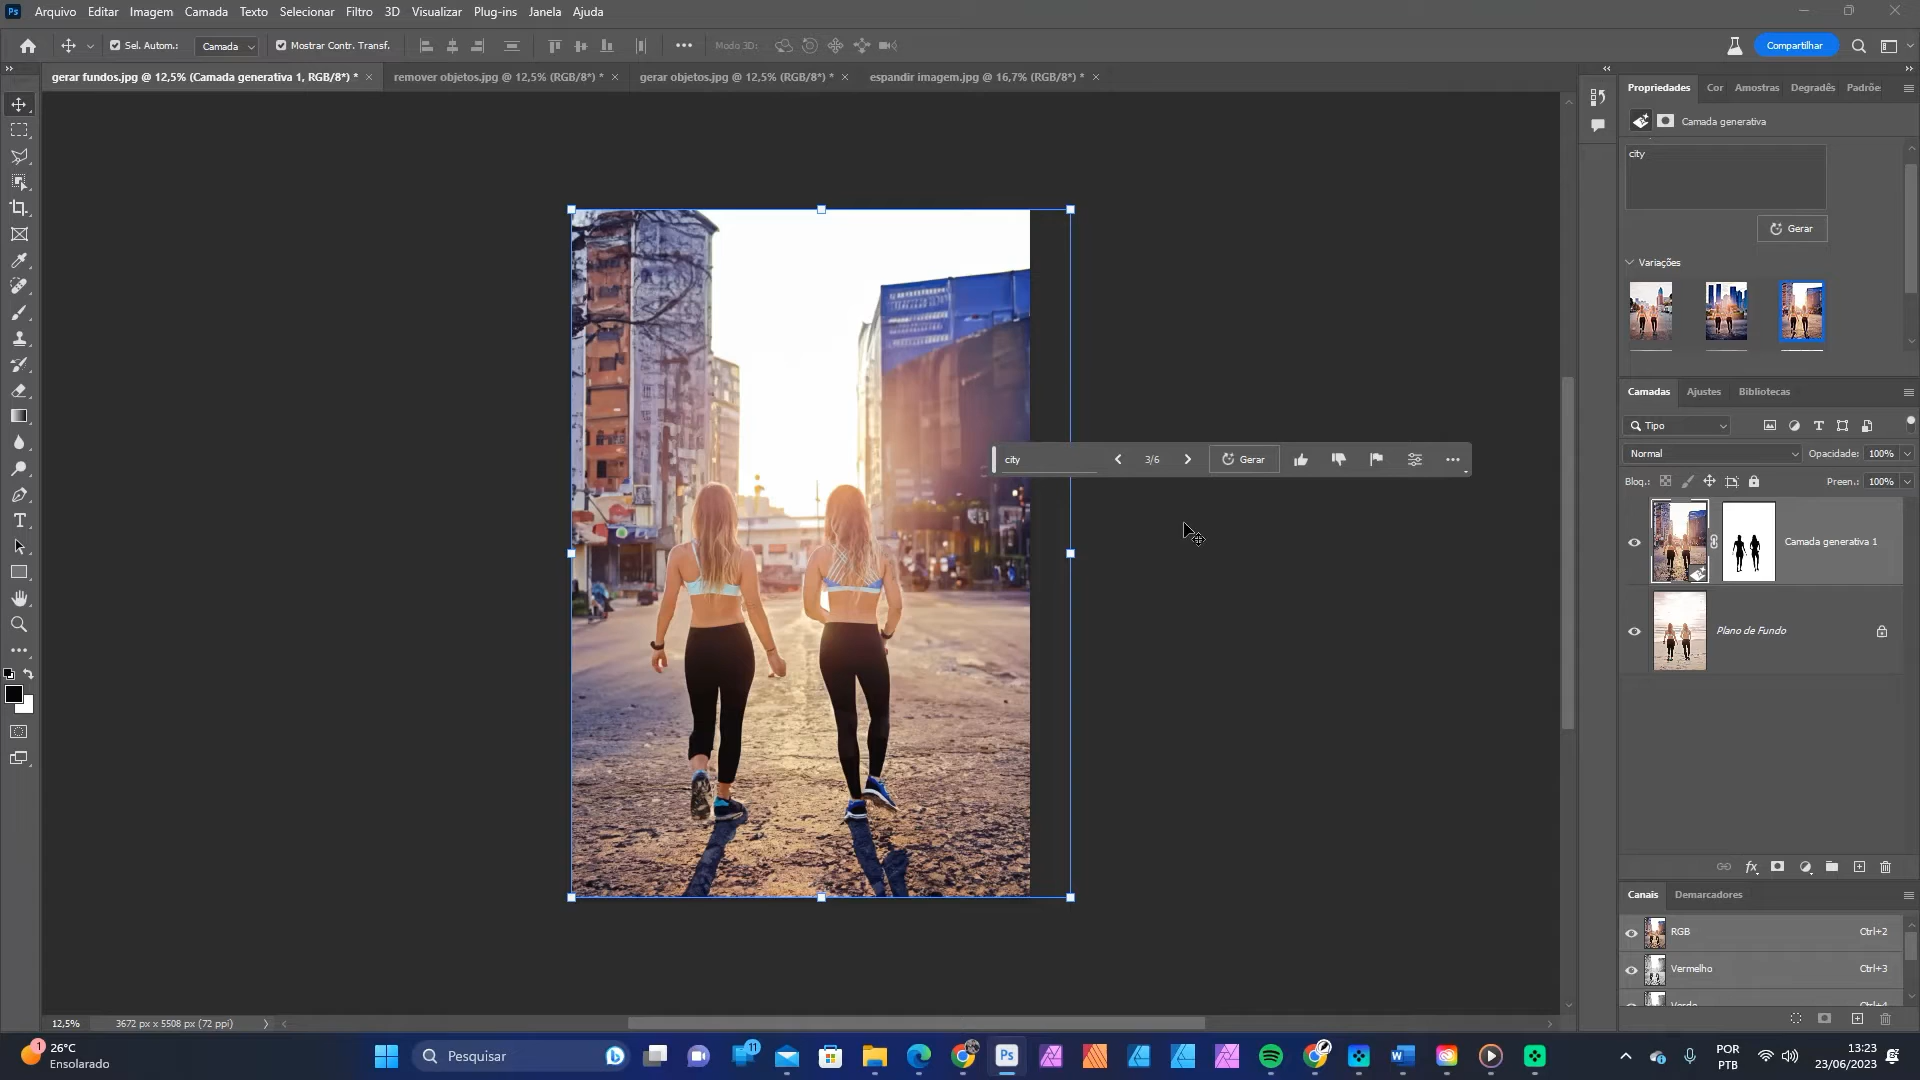 Ps Arquivo Editar Imagem Camada Texto Selecionar Filtro 3D Visualizar Plug-ins Janela Ajuda
Sel. Autom.: Camada Mostrar Contr. Transf. Modo 3D: Compartilhar
gerar fundos.jpg @ 12,5% (Camada generativa 1, RGB/8*) * remover objetos.jpg @ 12,5% (RGB/8*) * gerar objetos.jpg @ 12,5% (RGB/8*) * espandir imagem.jpg @ 16,7% (RGB/8*) *
Propriedades Cor Amostras Degradês Padrõe
Camada generativa
city
Gerar
Variações
city 3/6 Gerar
Camadas Ajustes Bibliotecas
Tipo
Normal Opacidade: 100%
Bloq.: Preen.: 100%
Camada generativa 1
Plano de Fundo
Canais Demarcadores
RGB Ctrl+2
Vermelho Ctrl+3
12,5% 3672 px x 5508 px (72 ppi)
1 26°C
Ensolarado
Pesquisar
11
Ps
POR
PTB
13:23
23/06/2023